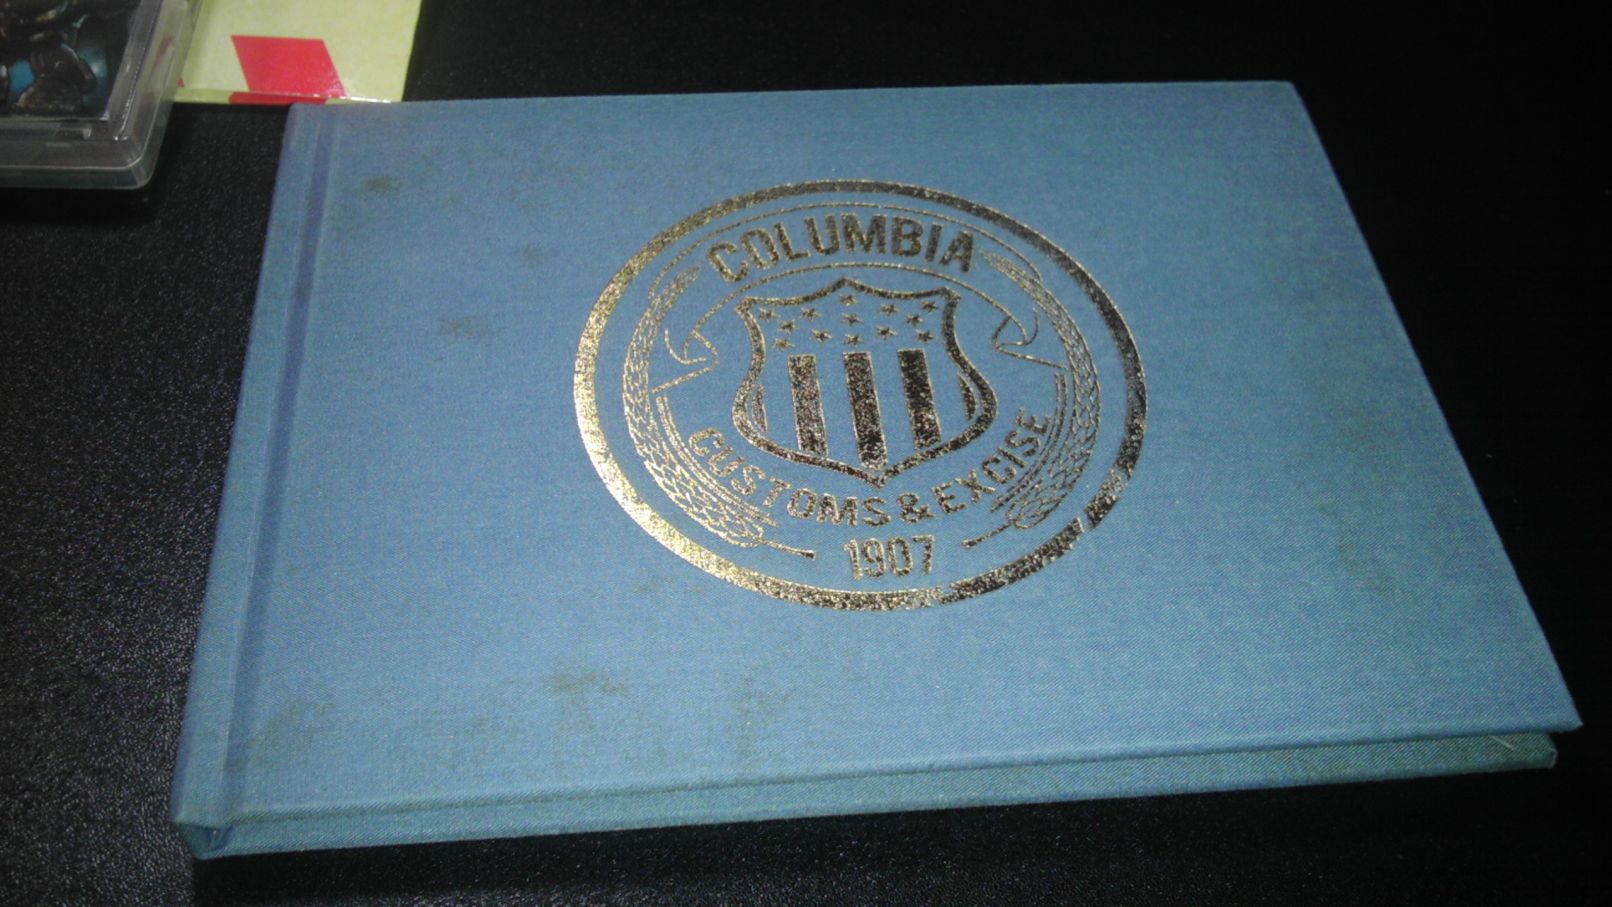 COLUMBIA
CUSTOMS & EXCISE
1907